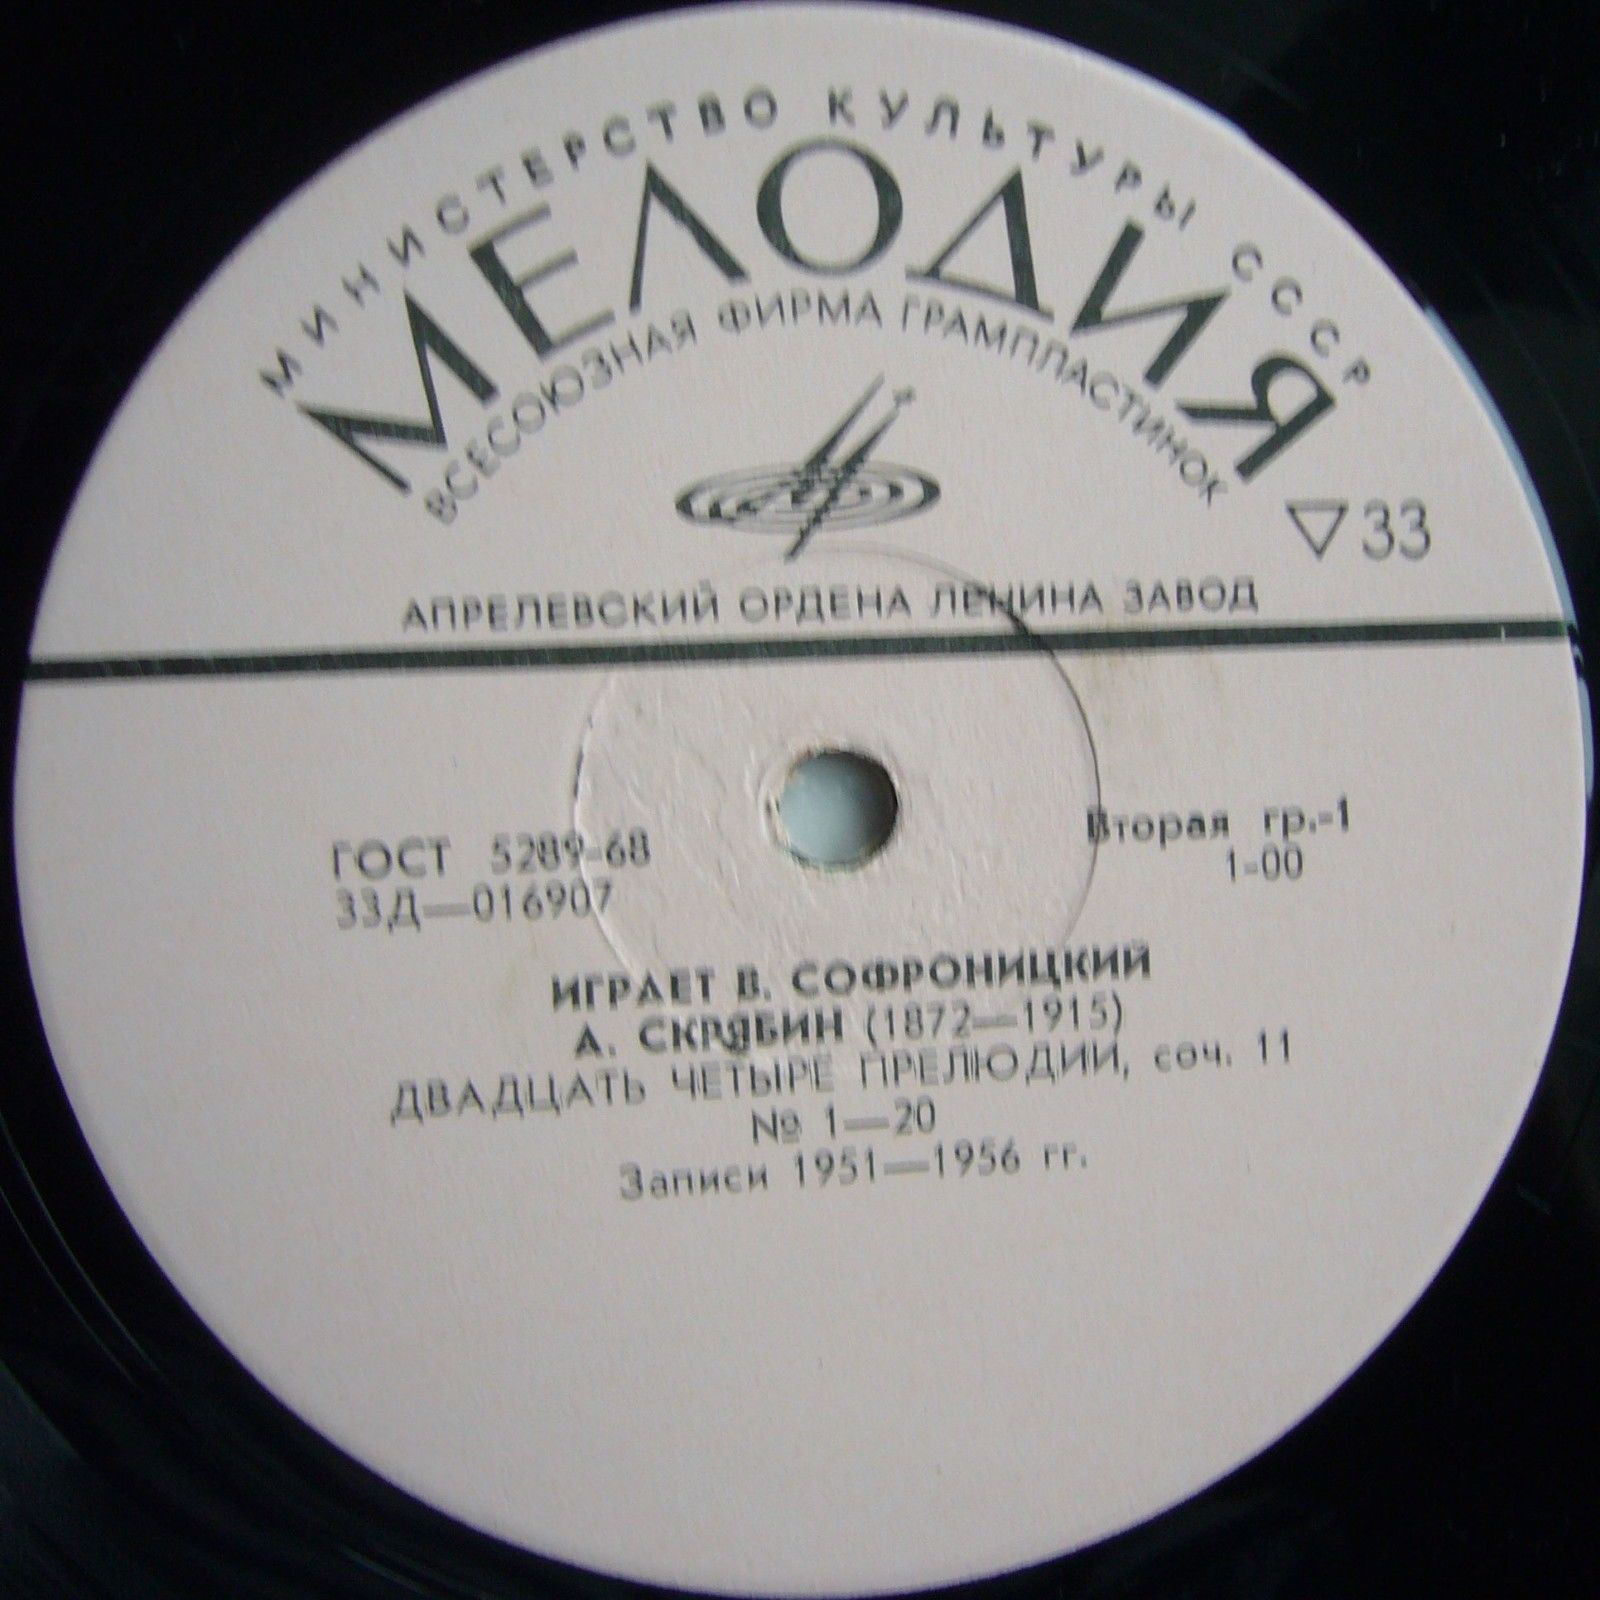 МИНИСТЕРСТВО КУЛЬТУРЫ СССР
МЕЛОДИЯ
ВСЕСОЮЗНАЯ ФИРМА ГРАМПЛАСТИНОК
▽33
АПРЕЛЕВСКИЙ ОРДЕНА ЛЕНИНА ЗАВОД
ГОСТ 5289-68
33Д—016907
Вторая гр.-1
1-00
ИГРАЕТ В. СОФРОНИЦКИЙ
А. СКРЯБИН (1872—1915)
ДВАДЦАТЬ ЧЕТЫРЕ ПРЕЛЮДИИ, соч. 11
№ 1—20
Записи 1951—1956 гг.